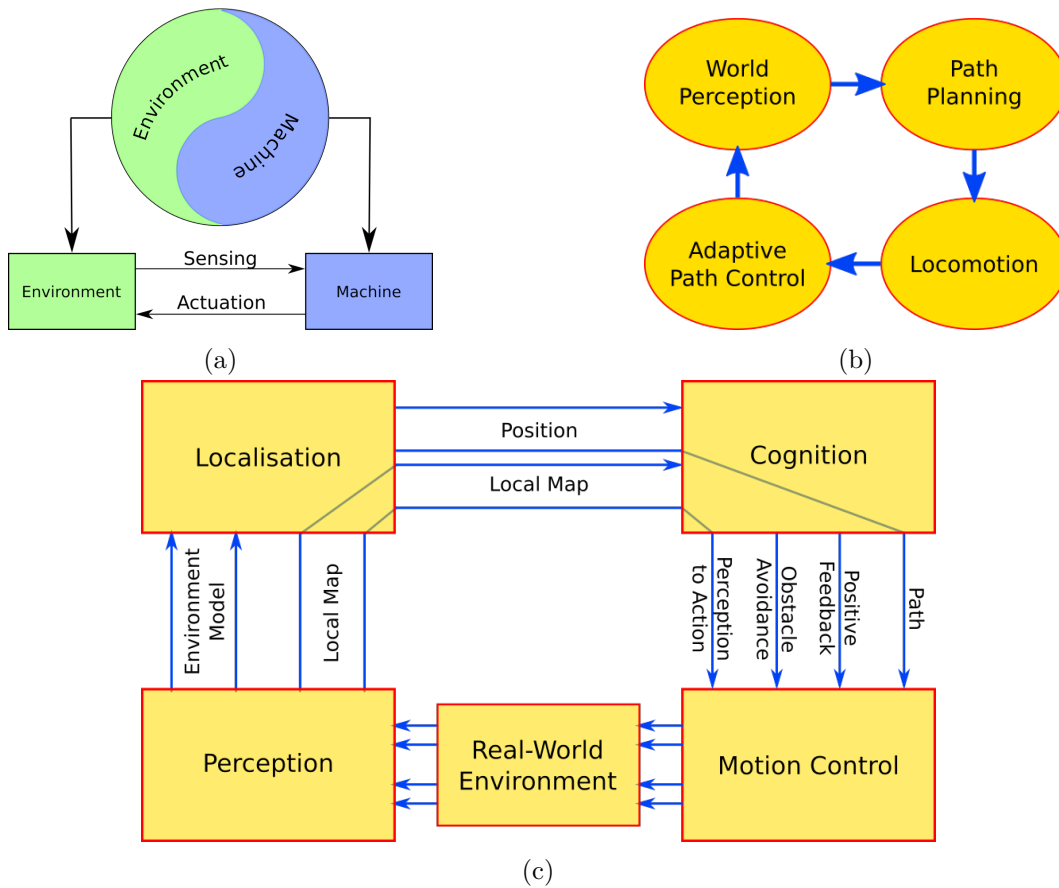 Environment
Machine
Sensing
Environment
Machine
Actuation
(a)
World
Perception
Path
Planning
Adaptive
Path Control
Locomotion
(b)
Localisation
Position
Local Map
Cognition
Environment
Model
Local Map
Perception
to Action
Obstacle
Avoidance
Positive
Feedback
Path
Perception
Real-World
Environment
Motion Control
(c)